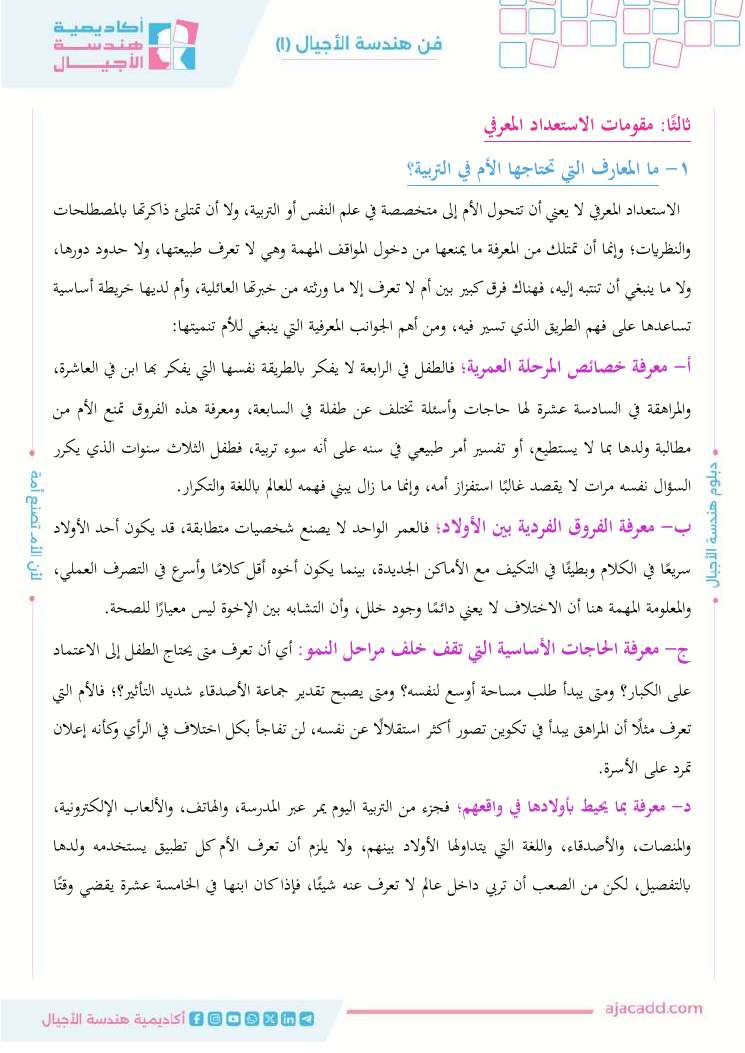 أكاديمية
هندسة
الأجيال
فن هندسة الأجيال (١)
ثالثًا: مقومات الاستعداد المعرفي
١- ما المعارف التي تحتاجها الأم في التربية؟
الاستعداد المعرفي لا يعني أن تتحول الأم إلى متخصصة في علم النفس أو التربية، ولا أن تمتلئ ذاكرتها بالمصطلحات
والنظريات؛ وإنما أن تمتلك من المعرفة ما يمنعها من دخول المواقف المهمة وهي لا تعرف طبيعتها، ولا حدود دورها،
ولا ما ينبغي أن تنتبه إليه، فهناك فرق كبير بين أم لا تعرف إلا ما ورثته من خبرتها العائلية، وأم لديها خريطة أساسية
تساعدها على فهم الطريق الذي تسير فيه، ومن أهم الجوانب المعرفية التي ينبغي للأم تنميتها:
أ- معرفة خصائص المرحلة العمرية؛ فالطفل في الرابعة لا يفكر بالطريقة نفسها التي يفكر بها ابن في العاشرة،
والمراهقة في السادسة عشرة لها حاجات وأسئلة تختلف عن طفلة في السابعة، ومعرفة هذه الفروق تمنع الأم من
مطالبة ولدها بما لا يستطيع، أو تفسير أمر طبيعي في سنه على أنه سوء تربية، فطفل الثلاث سنوات الذي يكرر
السؤال نفسه مرات لا يقصد غالبًا استفزاز أمه، وإنما ما زال يبني فهمه للعالم باللغة والتكرار.
ب- معرفة الفروق الفردية بين الأولاد؛ فالعمر الواحد لا يصنع شخصيات متطابقة، قد يكون أحد الأولاد
سريعًا في الكلام وبطيئًا في التكيف مع الأماكن الجديدة، بينما يكون أخوه أقل كلامًا وأسرع في التصرف العملي،
والمعلومة المهمة هنا أن الاختلاف لا يعني دائمًا وجود خلل، وأن التشابه بين الإخوة ليس معيارًا للصحة.
ج- معرفة الحاجات الأساسية التي تقف خلف مراحل النمو: أي أن تعرف متى يحتاج الطفل إلى الاعتماد
على الكبار؟ ومتى يبدأ طلب مساحة أوسع لنفسه؟ ومتى يصبح تقدير جماعة الأصدقاء شديد التأثير؟؛ فالأم التي
تعرف مثلًا أن المراهق يبدأ في تكوين تصور أكثر استقلالًا عن نفسه، لن تفاجأ بكل اختلاف في الرأي وكأنه إعلان
تمرد على الأسرة.
د- معرفة بما يحيط بأولادها في واقعهم؛ فجزء من التربية اليوم يمر عبر المدرسة، والهاتف، والألعاب الإلكترونية،
والمنصات، والأصدقاء، واللغة التي يتداولها الأولاد بينهم، ولا يلزم أن تعرف الأم كل تطبيق يستخدمه ولدها
بالتفصيل، لكن من الصعب أن تربي داخل عالم لا تعرف عنه شيئًا، فإذا كان ابنها في الخامسة عشرة يقضي وقتًا
دبلوم هندسة الأجيال
لأن الأم تصنع أمة
أكاديمية هندسة الأجيال
ajacadd.com